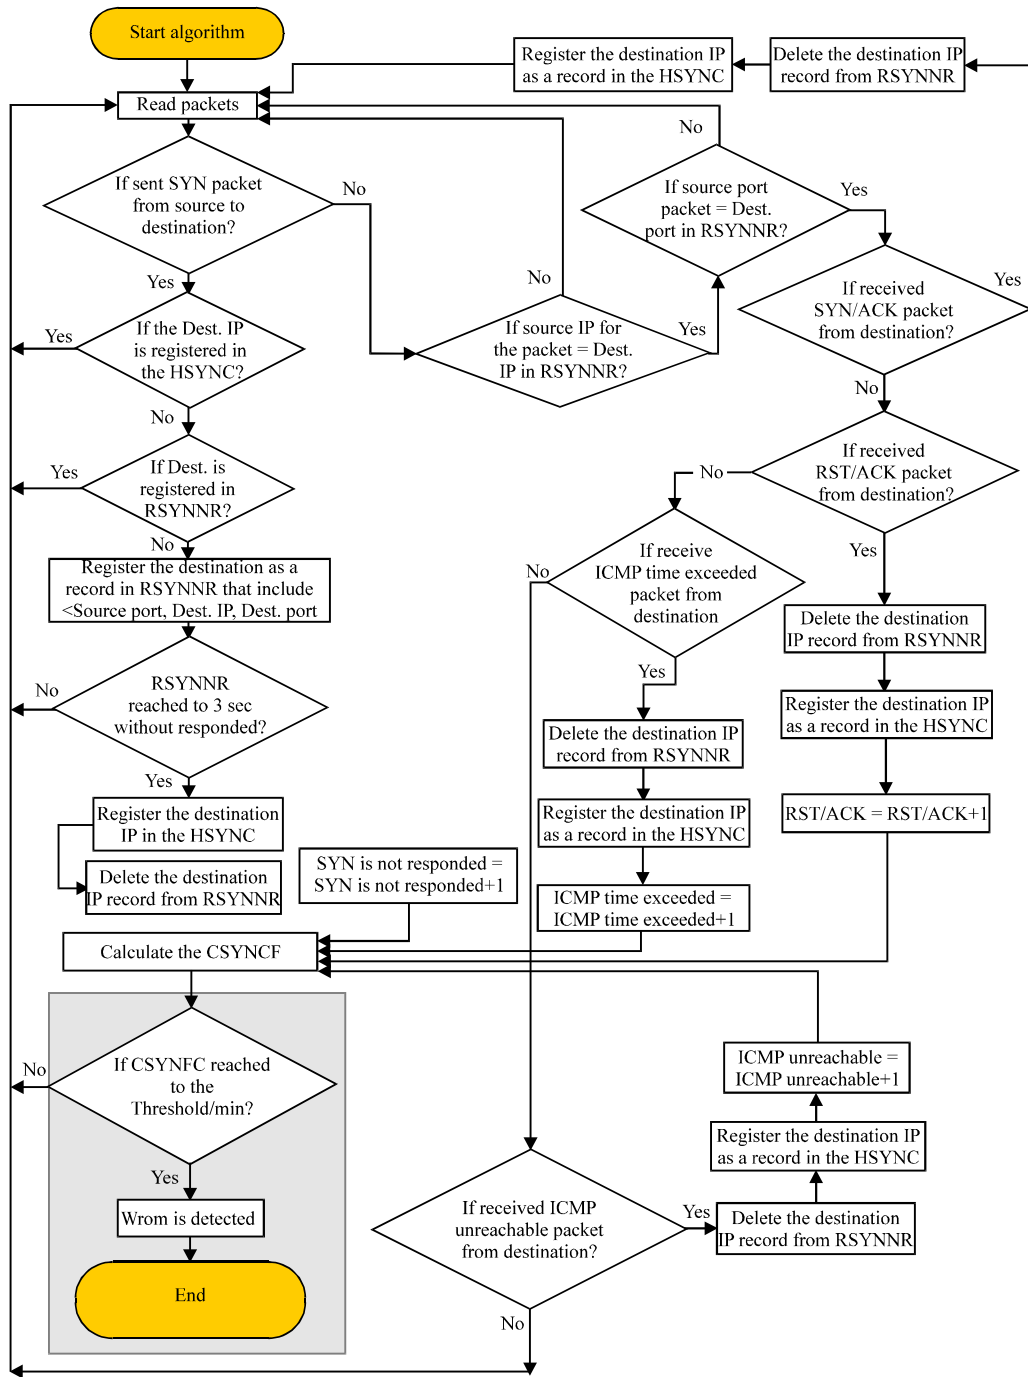 Start algorithm
Register the destination IP
as a record in the HSYNC
Delete the destination IP
record from RSYNNR
Read packets
No
If sent SYN packet
from source to
destination?
No
If source port
packet = Dest.
port in RSYNNR?
Yes
Yes
No
If received
SYN/ACK packet
from destination?
Yes
If the Dest. IP
is registered in
the HSYNC?
Yes
If source IP for
the packet = Dest.
IP in RSYNNR?
Yes
No
No
If Dest. is
registered in
RSYNNR?
Yes
If received
RST/ACK packet
from destination?
No
No
Yes
Register the destination as a
record in RSYNNR that include
<Source port, Dest. IP, Dest. port
If receive
ICMP time exceeded
packet from
destination
No
Delete the destination
IP record from RSYNNR
Yes
RSYNNR
reached to 3 sec
without responded?
No
Register the destination IP
as a record in the HSYNC
Delete the destination IP
record from RSYNNR
Yes
Register the destination
IP in the HSYNC
Register the destination IP
as a record in the HSYNC
RST/ACK = RST/ACK+1
Delete the destination
IP record from RSYNNR
SYN is not responded =
SYN is not responded+1
ICMP time exceeded =
ICMP time exceeded+1
Calculate the CSYNCF
If CSYNFC reached
to the
Threshold/min?
No
ICMP unreachable =
ICMP unreachable+1
Register the destination IP
as a record in the HSYNC
Yes
Wrom is detected
If received ICMP
unreachable packet
from destination?
Yes
Delete the destination
IP record from RSYNNR
End
No